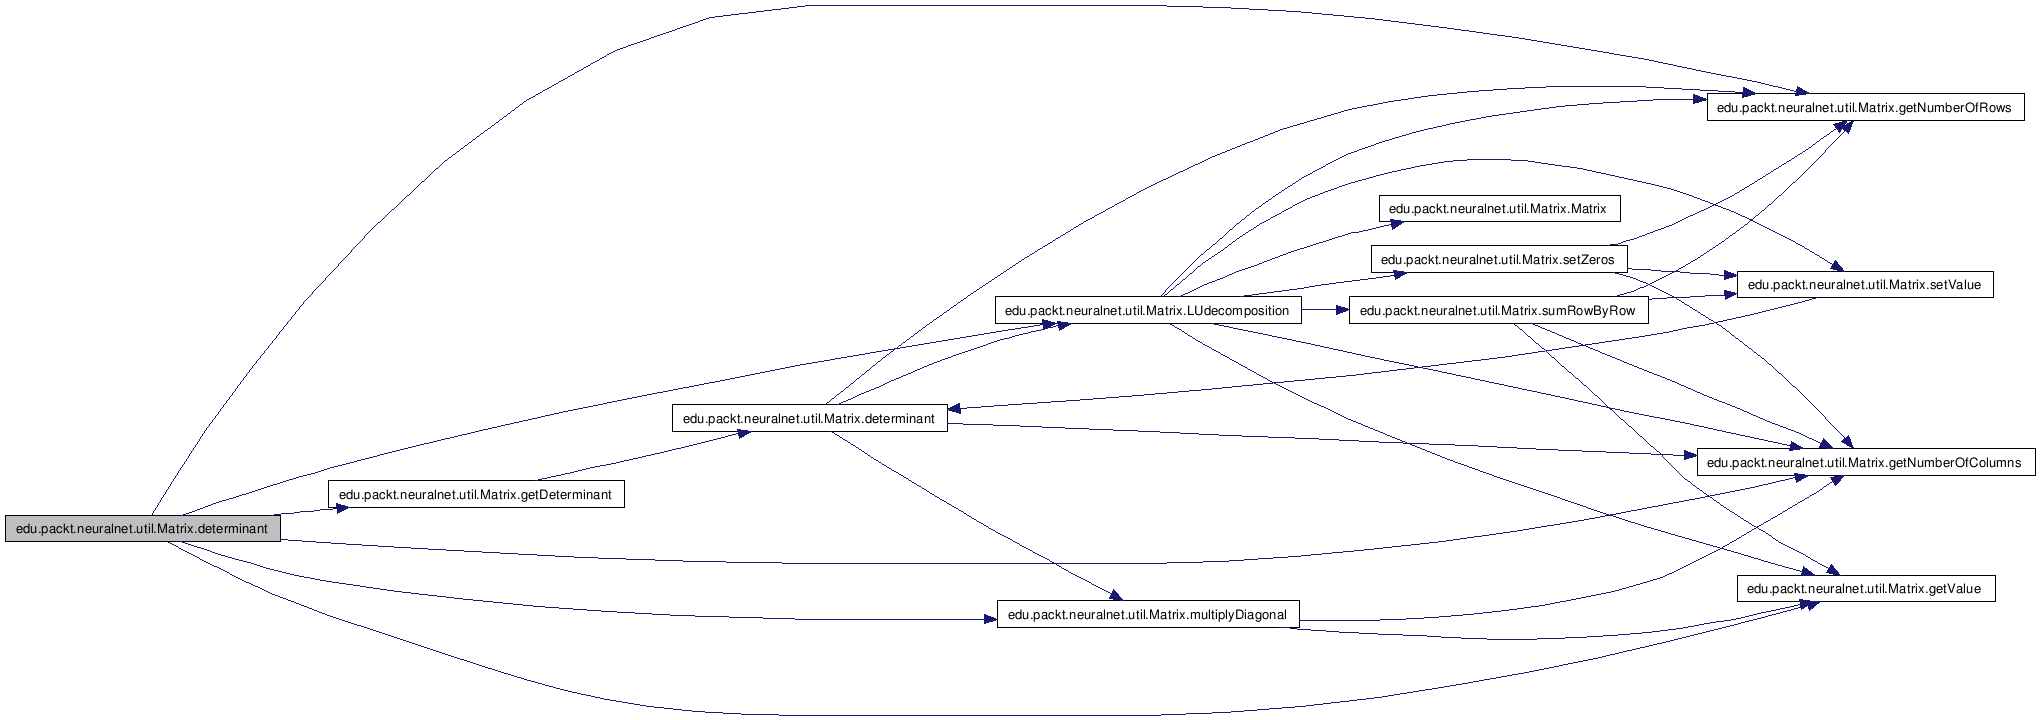 edu.packt.neuralnet.util.Matrix.getNumberOfRows
edu.packt.neuralnet.util.Matrix.Matrix
edu.packt.neuralnet.util.Matrix.setZeros
edu.packt.neuralnet.util.Matrix.setValue
edu.packt.neuralnet.util.Matrix.LUdecomposition
edu.packt.neuralnet.util.Matrix.sumRowByRow
edu.packt.neuralnet.util.Matrix.determinant
edu.packt.neuralnet.util.Matrix.getNumberOfColumns
edu.packt.neuralnet.util.Matrix.getDeterminant
edu.packt.neuralnet.util.Matrix.determinant
edu.packt.neuralnet.util.Matrix.getValue
edu.packt.neuralnet.util.Matrix.multiplyDiagonal